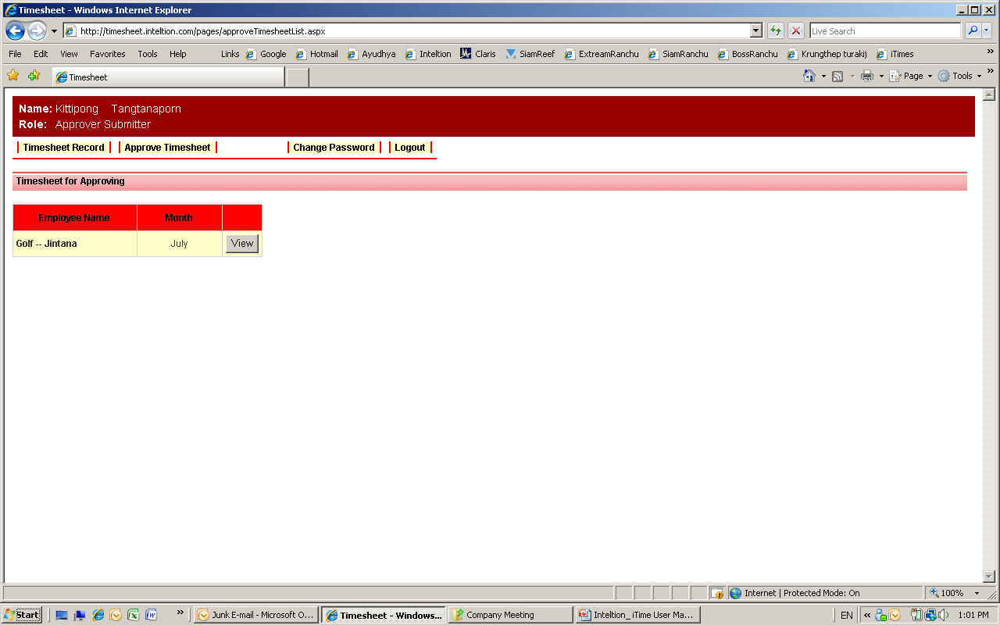 Timesheet - Windows Internet Explorer
http://timesheet.inteltion.com/pages/approveTimesheetList.aspx
Live Search
File Edit View Favorites Tools Help Links Google Hotmail Ayudhya Inteltion Claris SiamReef ExtreamRanchu SiamRanchu BossRanchu Krungthep turakij iTimes »
Timesheet Page Tools »
Name: Kittipong Tangtanaporn
Role: Approver Submitter
Timesheet Record Approve Timesheet Change Password Logout
Timesheet for Approving
Employee Name Month
Golf -- Jintana July View
Internet | Protected Mode: On 100%
Start » Junk E-mail - Microsoft O... Timesheet - Windows... Company Meeting Inteltion_ iTime User Ma... EN « 1:01 PM